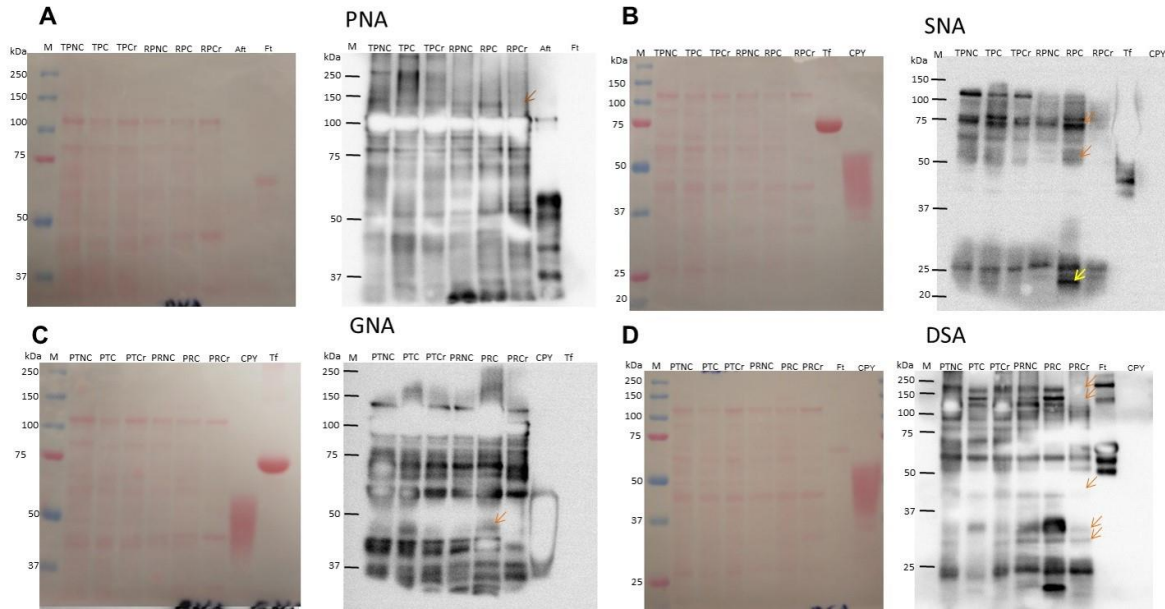 A
PNA
M TPNC TPC TPCr RPNC RPC RPCr Aft Ft
kDa
250
150
100
75
50
37
M TPNC TPC TPCr RPNC RPC RPCr Aft Ft
kDa
250
150
100
75
50
37
B
SNA
M TPNC TPC TPCr RPNC RPC RPCr Tf CPY
kDa
150
100
75
50
37
25
20
M TPNC TPC TPCr RPNC RPC RPCr Tf CPY
kDa
150
100
75
50
37
25
20
C
GNA
M PTNC PTC PTCr PRNC PRC PRCr CPY Tf
kDa
250
150
100
75
50
37
M PTNC PTC PTCr PRNC PRC PRCr CPY Tf
kDa
250
150
100
75
50
37
D
DSA
M PTNC PTC PTCr PRNC PRC PRCr Ft CPY
kDa
250
150
100
75
50
37
25
M PTNC PTC PTCr PRNC PRC PRCr Ft CPY
kDa
250
150
100
75
50
37
25